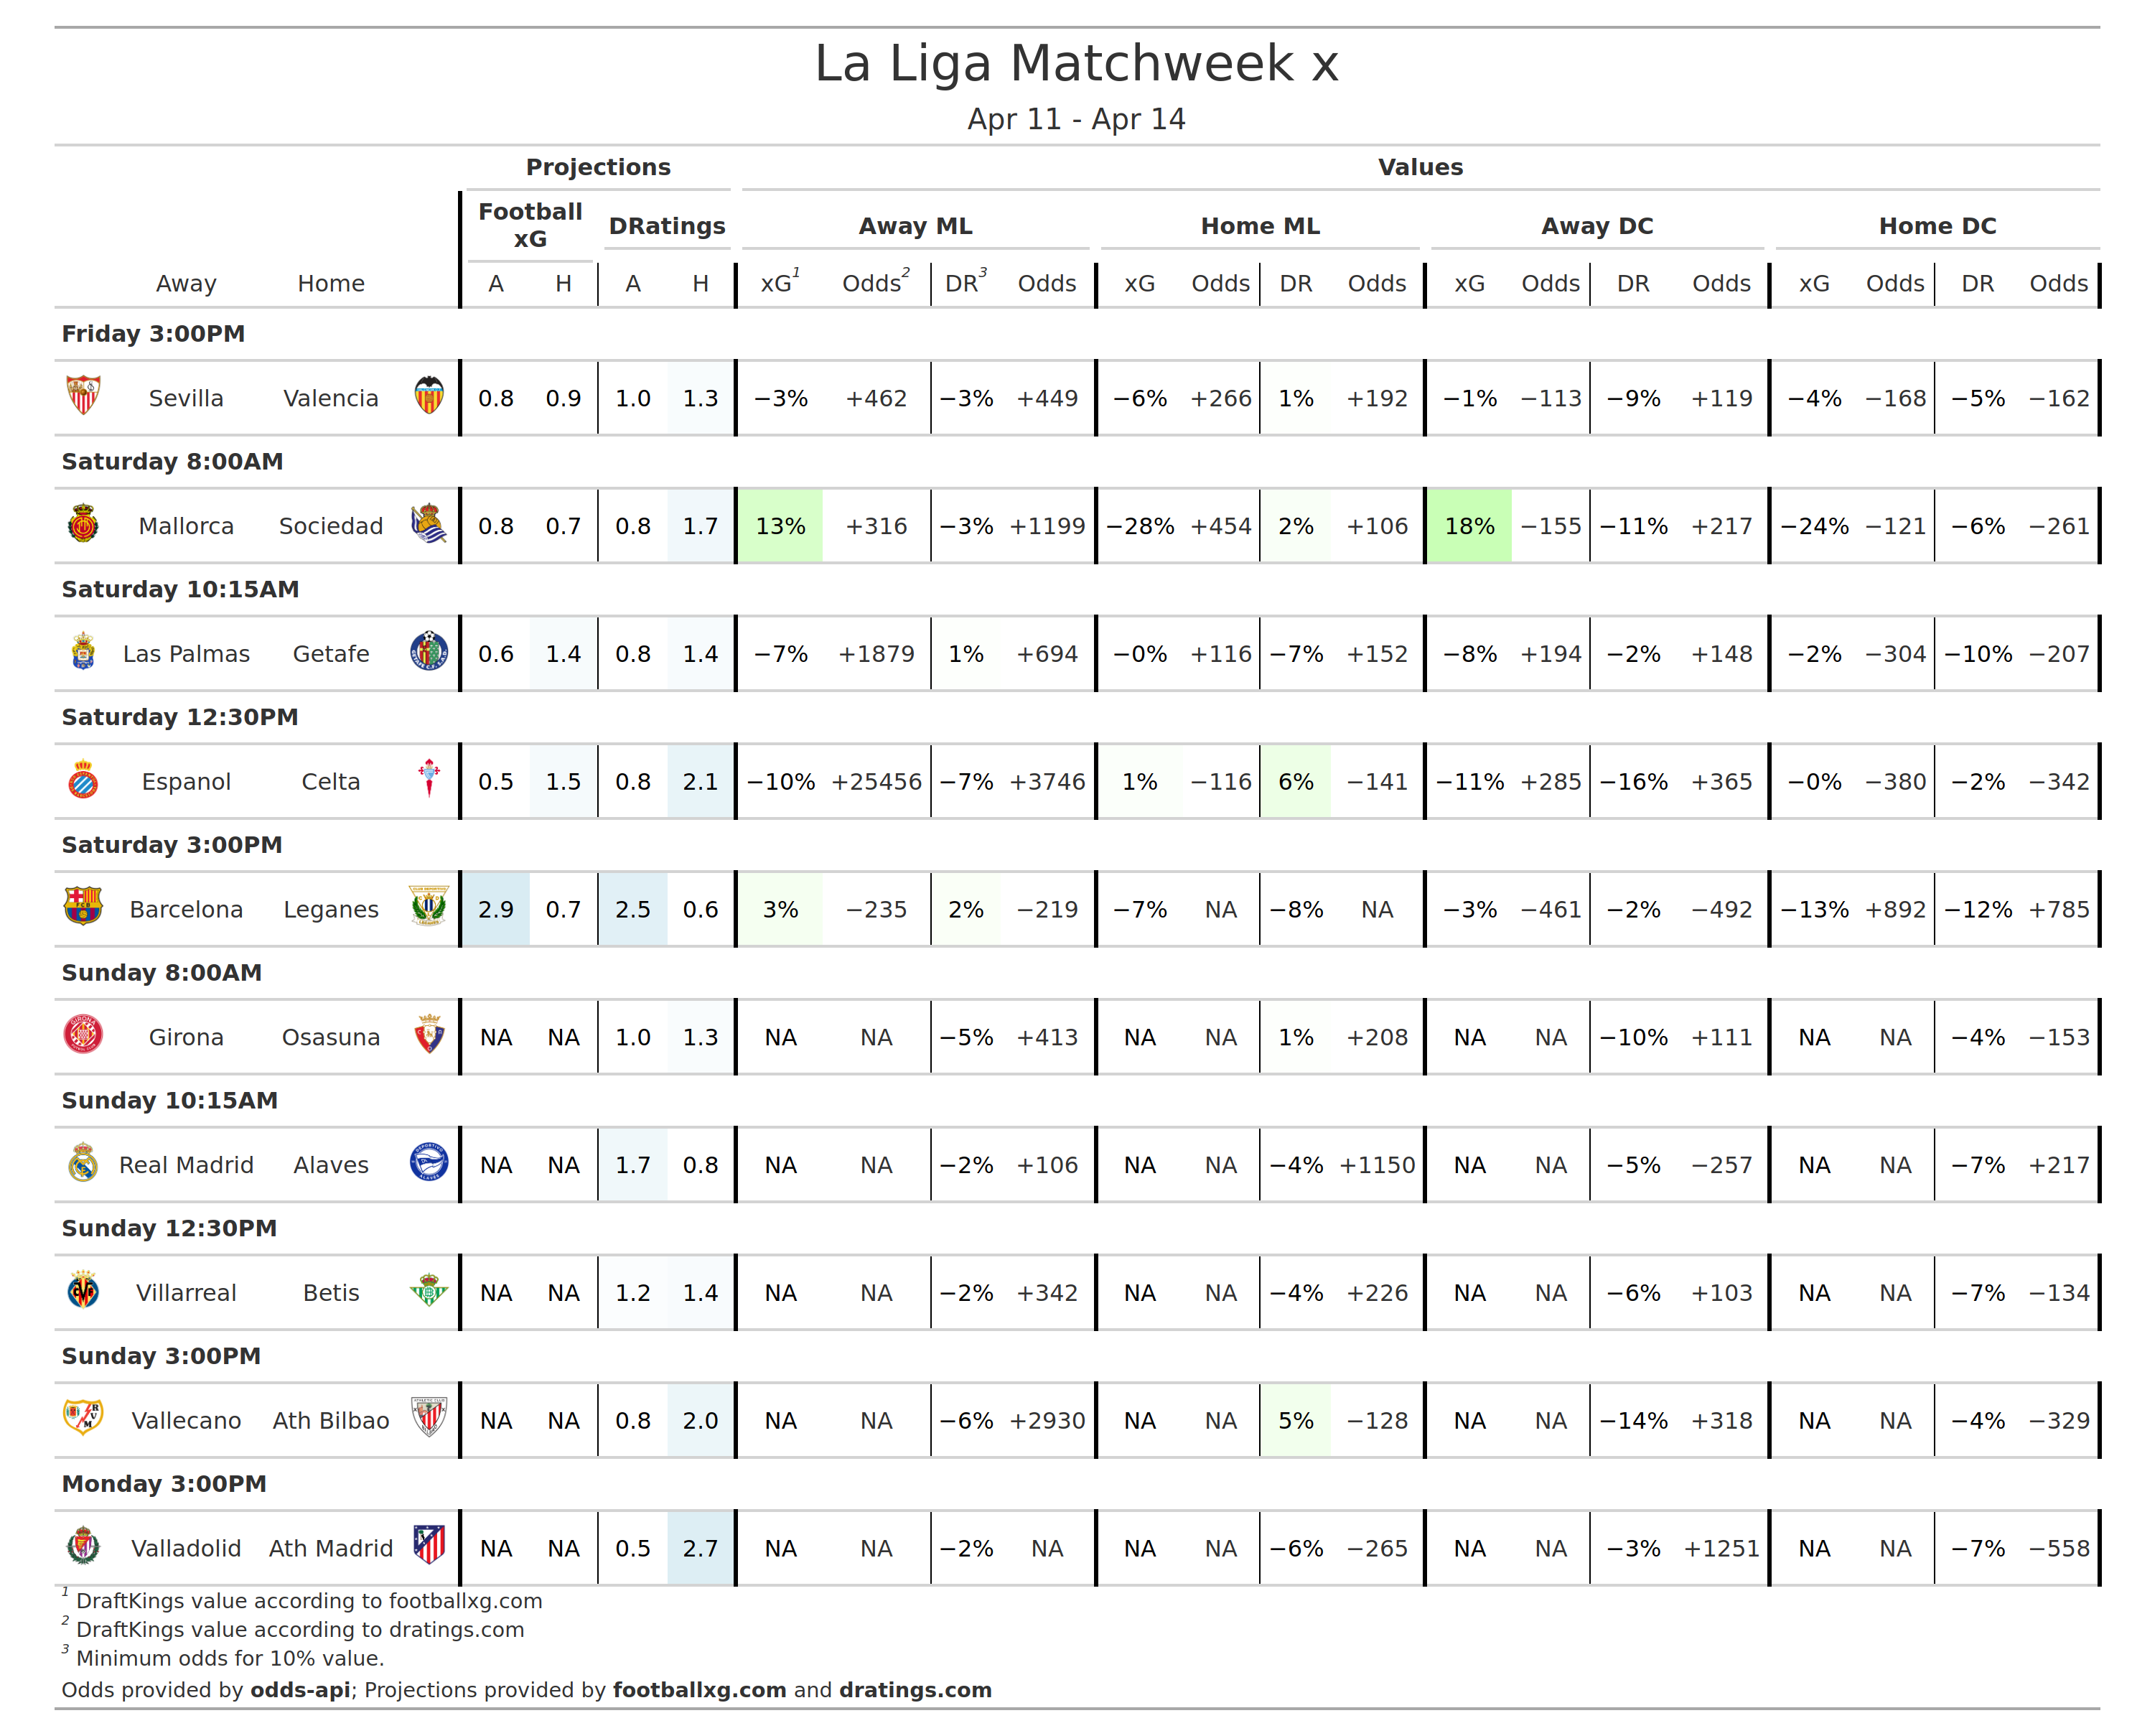 La Liga Matchweek x
Apr 11 - Apr 14
Projections Values
Football xG DRatings Away ML Home ML Away DC Home DC
Away Home A H A H xG1 Odds2 DR3 Odds xG Odds DR Odds xG Odds DR Odds xG Odds DR Odds
Friday 3:00PM
Sevilla Valencia 0.8 0.9 1.0 1.3 −3% +462 −3% +449 −6% +266 1% +192 −1% −113 −9% +119 −4% −168 −5% −162
Saturday 8:00AM
Mallorca Sociedad 0.8 0.7 0.8 1.7 13% +316 −3% +1199 −28% +454 2% +106 18% −155 −11% +217 −24% −121 −6% −261
Saturday 10:15AM
Las Palmas Getafe 0.6 1.4 0.8 1.4 −7% +1879 1% +694 −0% +116 −7% +152 −8% +194 −2% +148 −2% −304 −10% −207
Saturday 12:30PM
Espanol Celta 0.5 1.5 0.8 2.1 −10% +25456 −7% +3746 1% −116 6% −141 −11% +285 −16% +365 −0% −380 −2% −342
Saturday 3:00PM
Barcelona Leganes 2.9 0.7 2.5 0.6 3% −235 2% −219 −7% NA −8% NA −3% −461 −2% −492 −13% +892 −12% +785
Sunday 8:00AM
Girona Osasuna NA NA 1.0 1.3 NA NA −5% +413 NA NA 1% +208 NA NA −10% +111 NA NA −4% −153
Sunday 10:15AM
Real Madrid Alaves NA NA 1.7 0.8 NA NA −2% +106 NA NA −4% +1150 NA NA −5% −257 NA NA −7% +217
Sunday 12:30PM
Villarreal Betis NA NA 1.2 1.4 NA NA −2% +342 NA NA −4% +226 NA NA −6% +103 NA NA −7% −134
Sunday 3:00PM
Vallecano Ath Bilbao NA NA 0.8 2.0 NA NA −6% +2930 NA NA 5% −128 NA NA −14% +318 NA NA −4% −329
Monday 3:00PM
Valladolid Ath Madrid NA NA 0.5 2.7 NA NA −2% NA NA NA −6% −265 NA NA −3% +1251 NA NA −7% −558
1 DraftKings value according to footballxg.com
2 DraftKings value according to dratings.com
3 Minimum odds for 10% value.
Odds provided by odds-api; Projections provided by footballxg.com and dratings.com